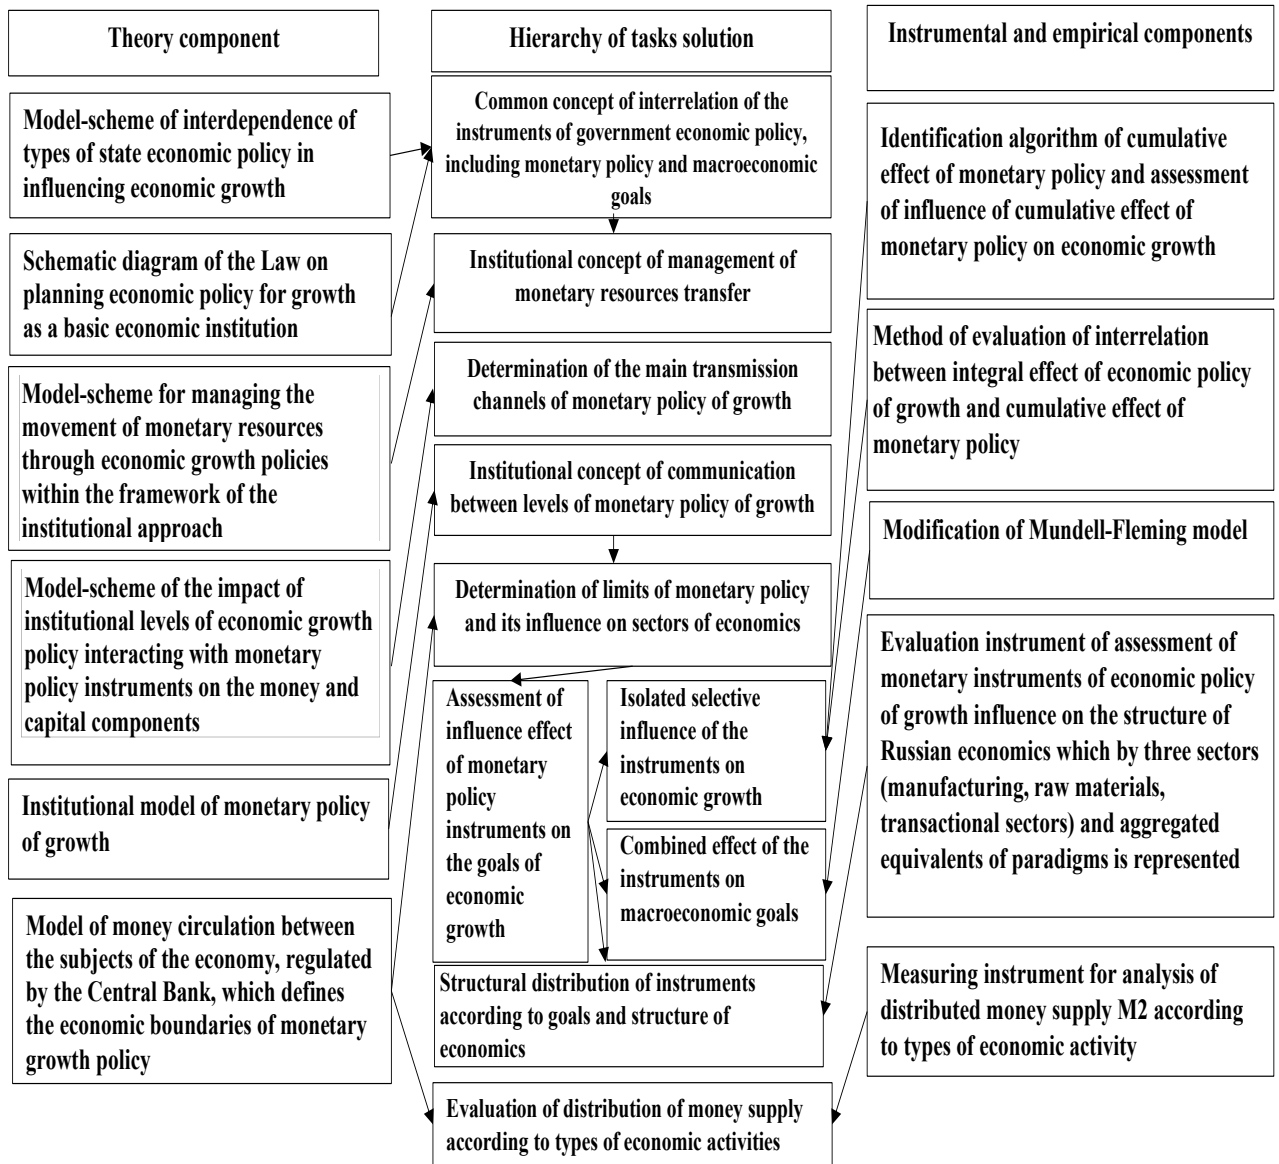 Theory component
Model-scheme of interdependence of
types of state economic policy in
influencing economic growth
Schematic diagram of the Law on
planning economic policy for growth
as a basic economic institution
Model-scheme for managing the
movement of monetary resources
through economic growth policies
within the framework of the
institutional approach
Model-scheme of the impact of
institutional levels of economic growth
policy interacting with monetary
policy instruments on the money and
capital components
Institutional model of monetary policy
of growth
Model of money circulation between
the subjects of the economy, regulated
by the Central Bank, which defines
the economic boundaries of monetary
growth policy
Hierarchy of tasks solution
Common concept of interrelation of the
instruments of government economic policy,
including monetary policy and macroeconomic
goals
Institutional concept of management of
monetary resources transfer
Determination of the main transmission
channels of monetary policy of growth
Institutional concept of communication
between levels of monetary policy of growth
Determination of limits of monetary policy
and its influence on sectors of economics
Assessment of
influence effect
of monetary
policy
instruments on
the goals of
economic
growth
Isolated selective
influence of the
instruments on
economic growth
Combined effect of the
instruments on
macroeconomic goals
Structural distribution of instruments
according to goals and structure of
economics
Evaluation of distribution of money supply
according to types of economic activities
Instrumental and empirical components
Identification algorithm of cumulative
effect of monetary policy and assessment
of influence of cumulative effect of
monetary policy on economic growth
Method of evaluation of interrelation
between integral effect of economic policy
of growth and cumulative effect of
monetary policy
Modification of Mundell-Fleming model
Evaluation instrument of assessment of
monetary instruments of economic policy
of growth influence on the structure of
Russian economics which by three sectors
(manufacturing, raw materials,
transactional sectors) and aggregated
equivalents of paradigms is represented
Measuring instrument for analysis of
distributed money supply M2 according
to types of economic activity